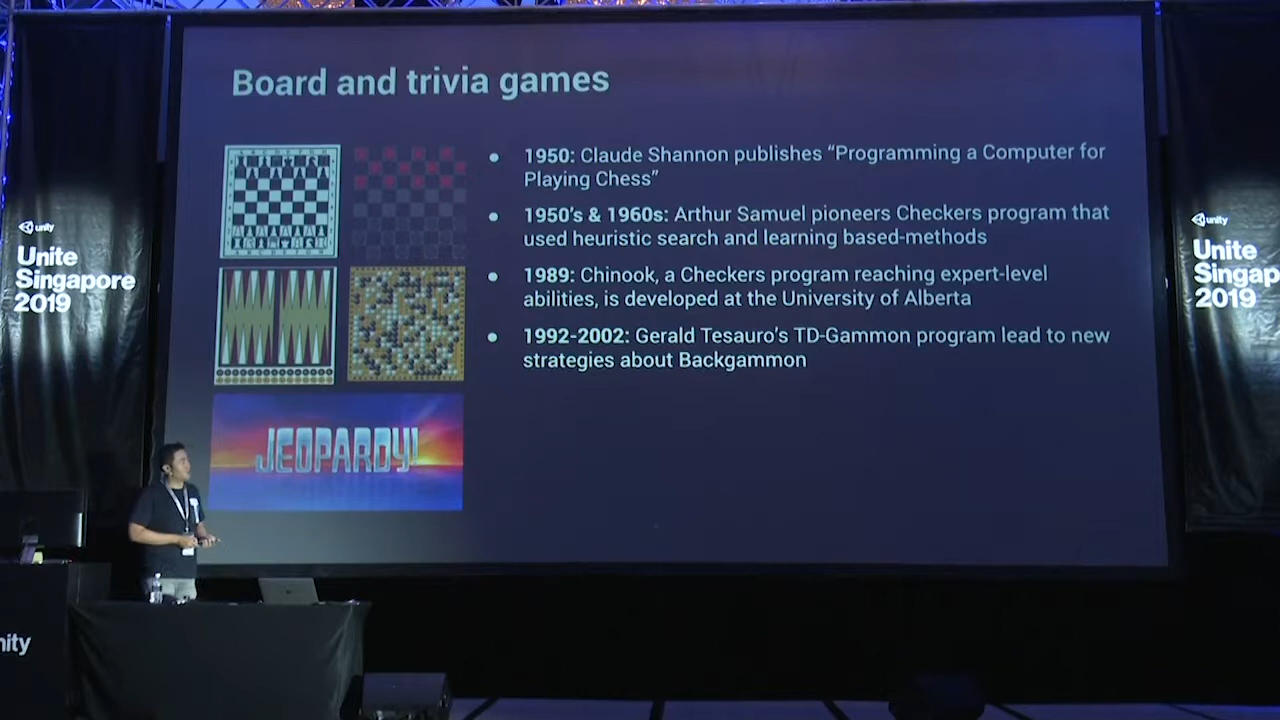 Board and trivia games
1950: Claude Shannon publishes “Programming a Computer for
Playing Chess”
1950's & 1960s: Arthur Samuel pioneers Checkers program that
used heuristic search and learning based-methods
1989: Chinook, a Checkers program reaching expert-level
abilities, is developed at the University of Alberta
1992-2002: Gerald Tesauro's TD-Gammon program lead to new
strategies about Backgammon
JEOPARDY!
unity
Unite
Singapore
2019
unity
Unite
Singap
2019
nity